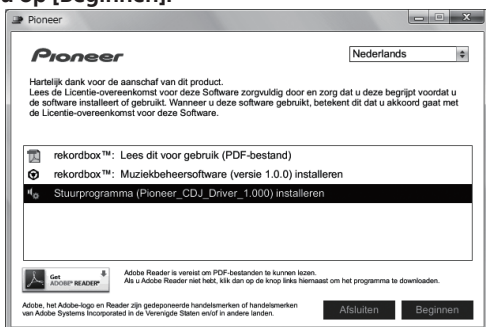 u op [Beginnen].
Pioneer
Pioneer
Nederlands
Hartelijk dank voor de aanschaf van dit product.
Lees de Licentie-overeenkomst voor deze Software zorgvuldig door en zorg dat u deze begrijpt voordat u
de software installeert of gebruikt. Wanneer u deze software gebruikt, betekent dit dat u akkoord gaat met
de Licentie-overeenkomst voor deze Software.
rekordbox™: Lees dit voor gebruik (PDF-bestand)
rekordbox™: Muziekbeheersoftware (versie 1.0.0) installeren
Stuurprogramma (Pioneer_CDJ_Driver_1.000) installeren
Get
ADOBE® READER®
Adobe Reader is vereist om PDF-bestanden te kunnen lezen.
Als u Adobe Reader niet hebt, klik dan op de knop links hiernaast om het programma te downloaden.
Adobe, het Adobe-logo en Reader zijn gedeponeerde handelsmerken of handelsmerken
van Adobe Systems Incorporated in de Verenigde Staten en/of in andere landen.
Afsluiten
Beginnen